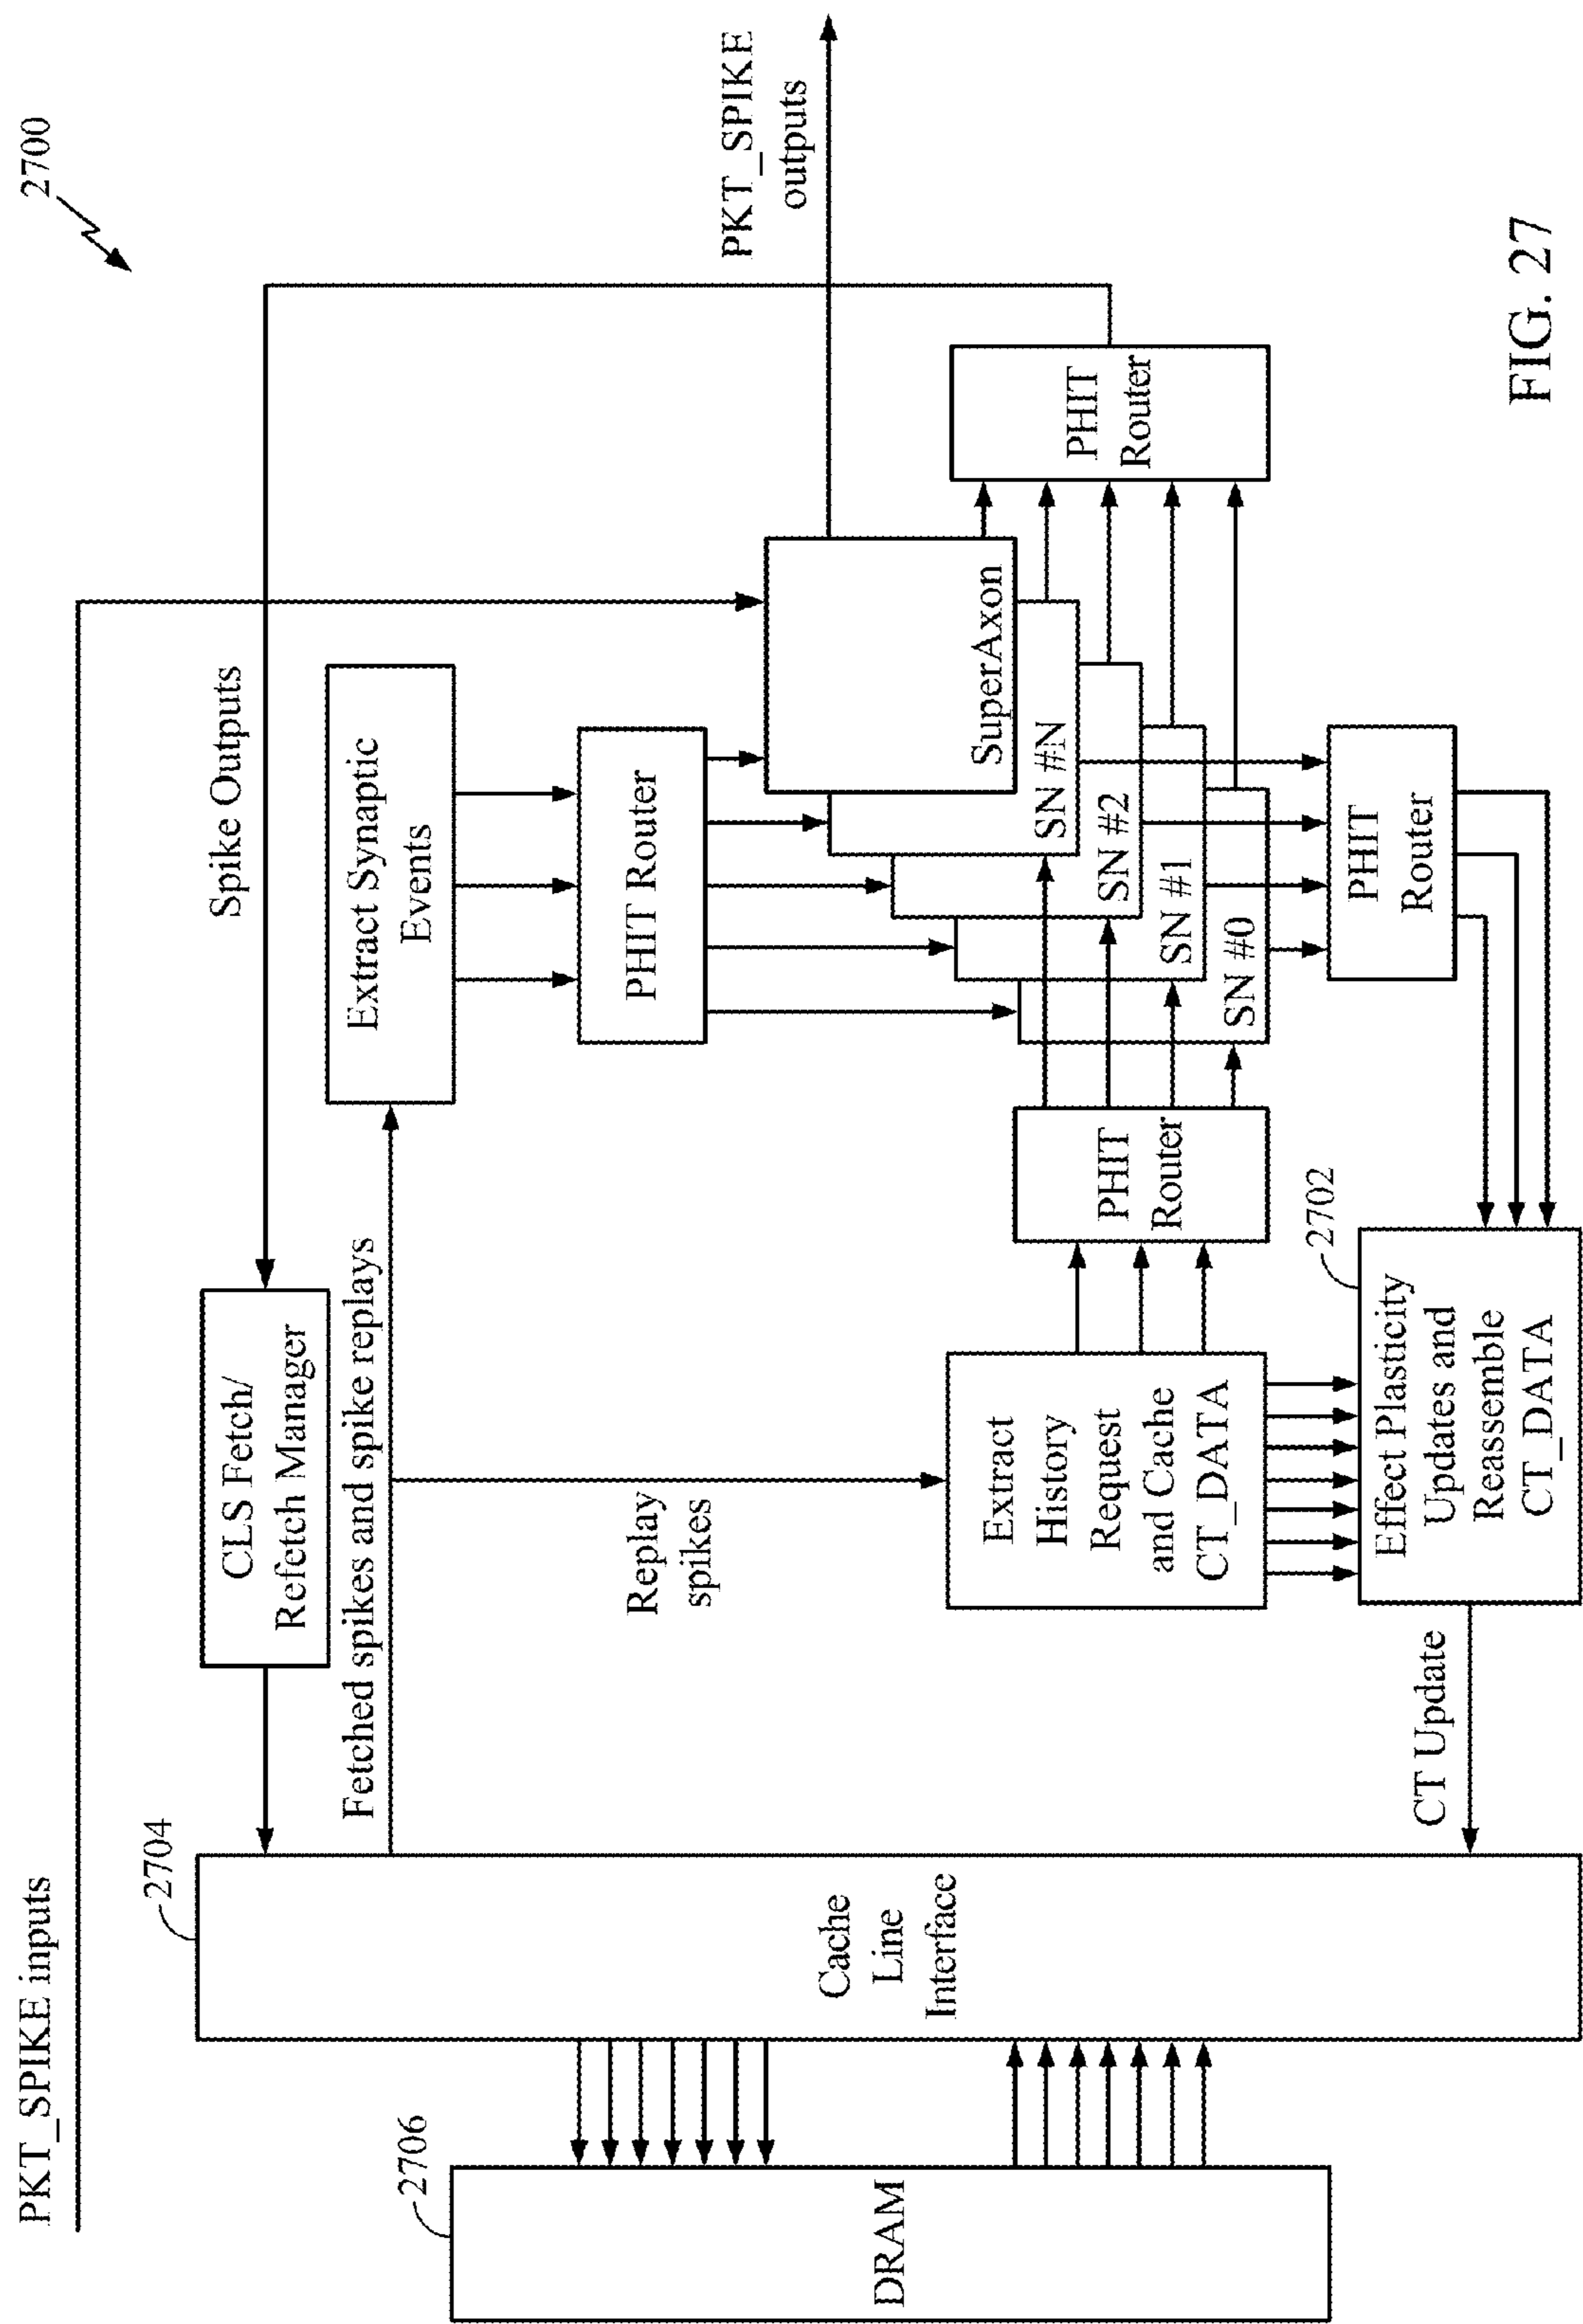 2700
PKT_SPIKE inputs
PKT_SPIKE
outputs
Spike Outputs
CLS Fetch/
Refetch Manager
2704
Fetched spikes and spike replays
Extract Synaptic
Events
PHIT Router
Replay
spikes
2706
DRAM
Cache
Line
Interface
SuperAxon
SN #N
SN #2
SN #1
SN #0
PHIT
Router
PHIT
Router
Extract
History
Request
and Cache
CT_DATA
PHIT
Router
2702
Effect Plasticity
Updates and
Reassemble
CT_DATA
CT Update
FIG. 27